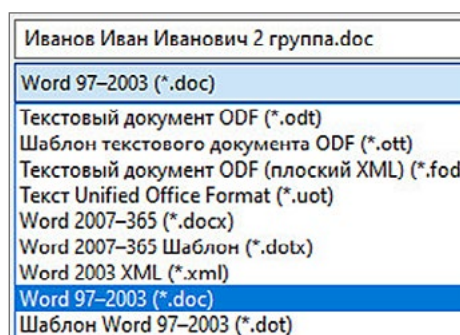 Иванов Иван Иванович 2 группа.doc
Word 97–2003 (*.doc)
Текстовый документ ODF (*.odt)
Шаблон текстового документа ODF (*.ott)
Текстовый документ ODF (плоский XML) (*.fod
Текст Unified Office Format (*.uot)
Word 2007–365 (*.docx)
Word 2007–365 Шаблон (*.dotx)
Word 2003 XML (*.xml)
Word 97–2003 (*.doc)
Шаблон Word 97–2003 (*.dot)